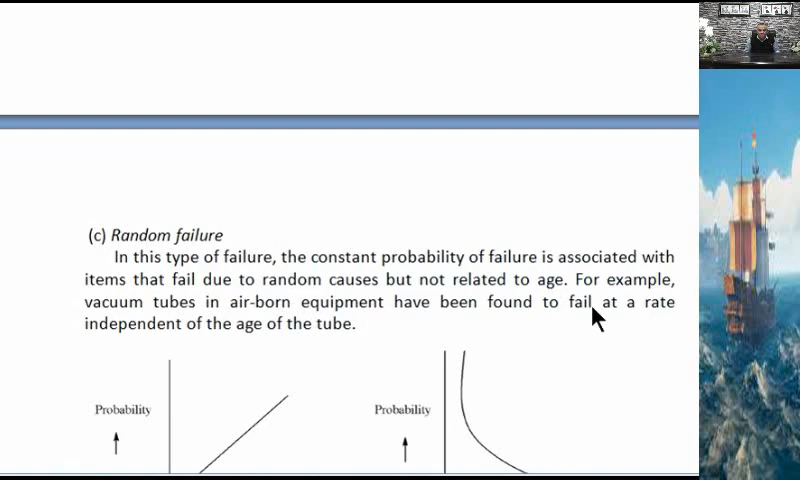 (c) Random failure
In this type of failure, the constant probability of failure is associated with
items that fail due to random causes but not related to age. For example,
vacuum tubes in air-born equipment have been found to fail at a rate
independent of the age of the tube.
Probability
Probability